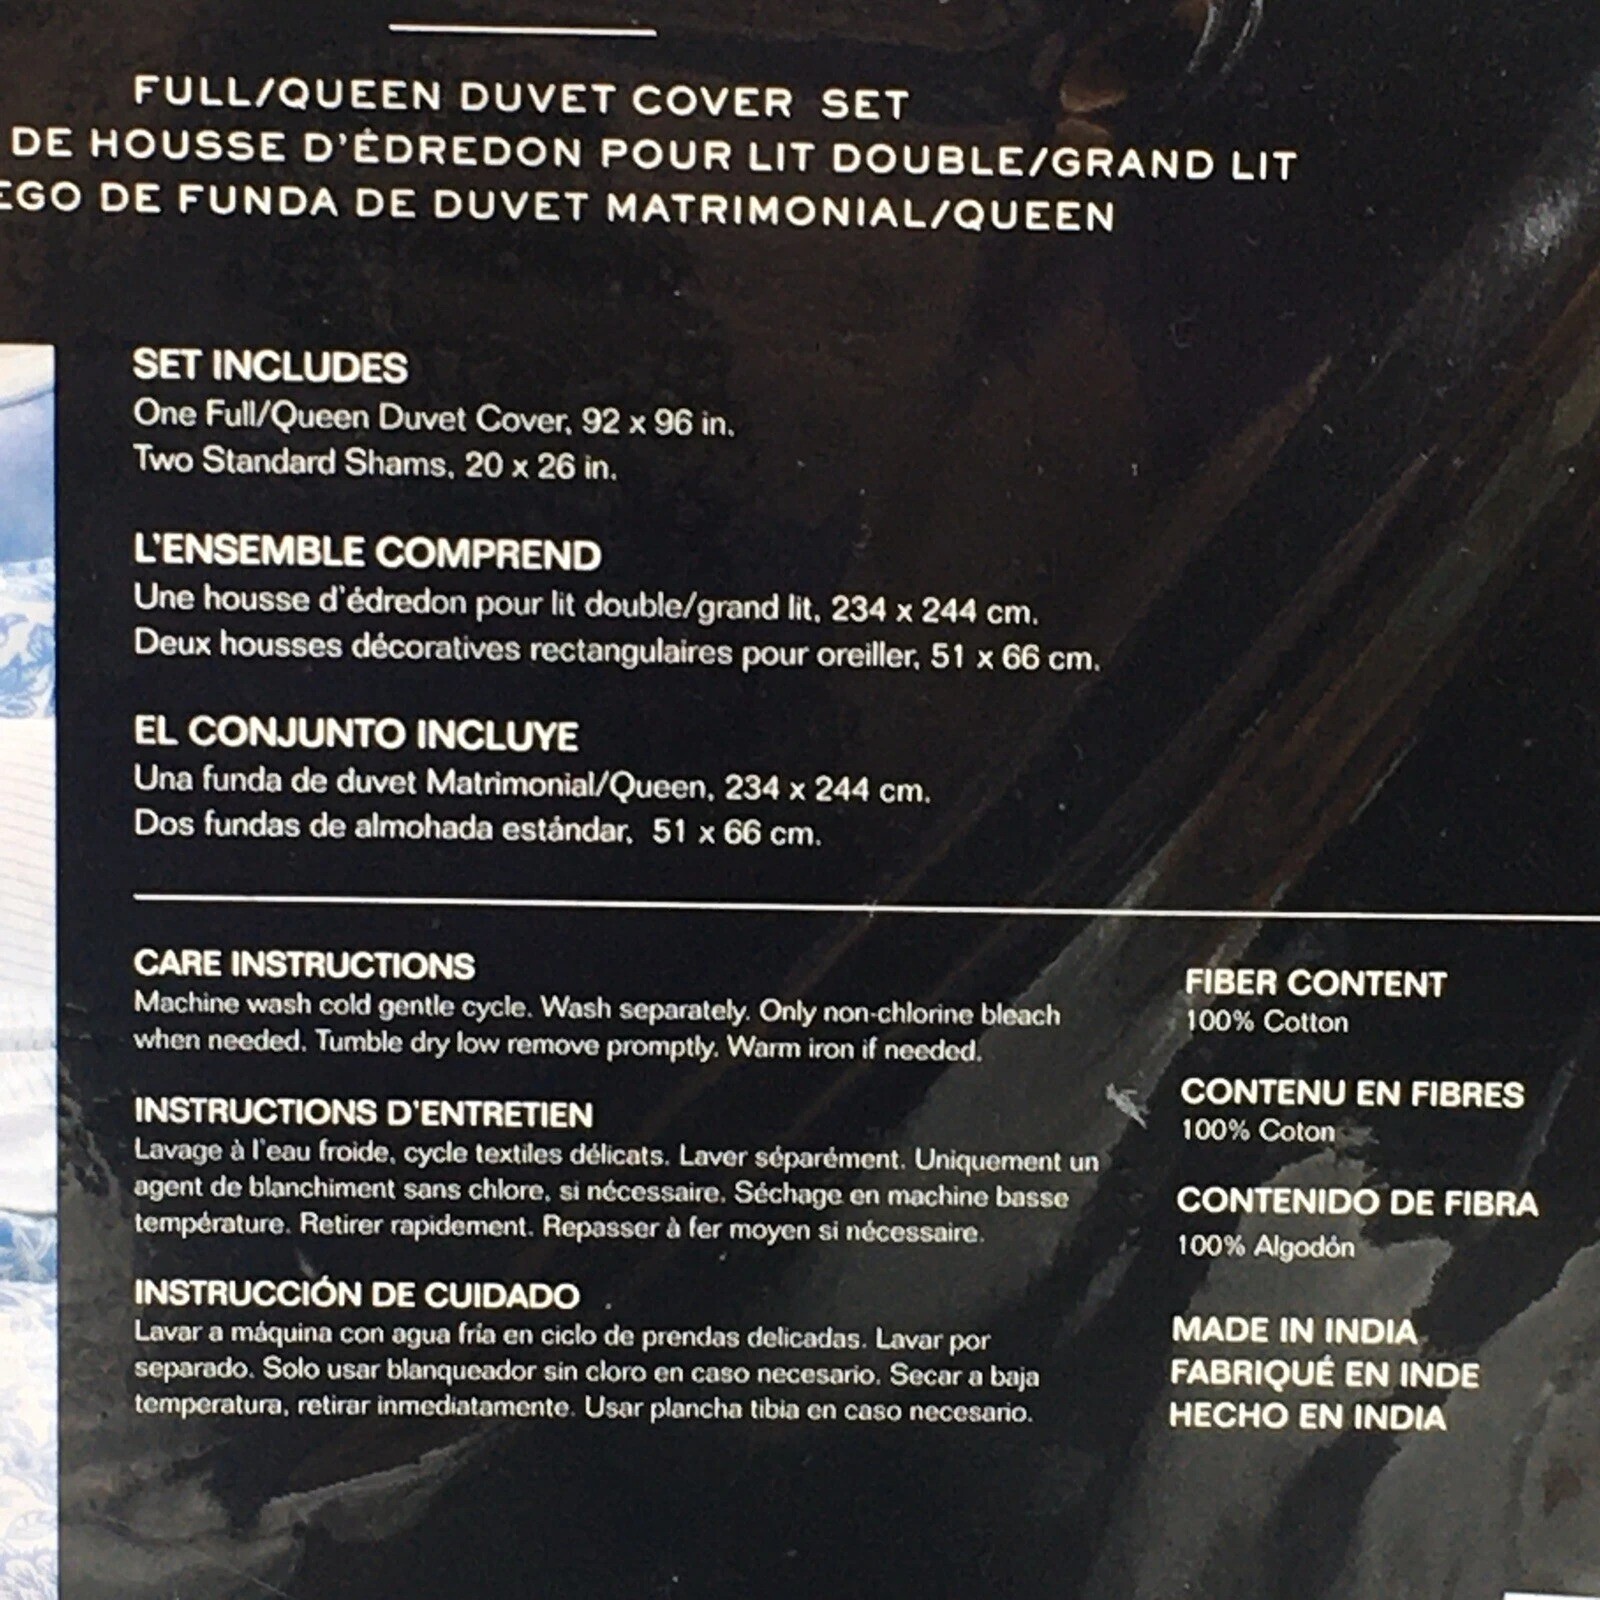 FULL/QUEEN DUVET COVER SET
DE HOUSSE D'ÉDREDON POUR LIT DOUBLE/GRAND LIT
EGO DE FUNDA DE DUVET MATRIMONIAL/QUEEN
SET INCLUDES
One Full/Queen Duvet Cover, 92 x 96 in.
Two Standard Shams, 20 x 26 in.
L'ENSEMBLE COMPREND
Une housse d'édredon pour lit double/grand lit, 234 x 244 cm.
Deux housses décoratives rectangulaires pour oreiller, 51 x 66 cm.
EL CONJUNTO INCLUYE
Una funda de duvet Matrimonial/Queen, 234 x 244 cm.
Dos fundas de almohada estándar, 51 x 66 cm.
CARE INSTRUCTIONS
Machine wash cold gentle cycle. Wash separately. Only non-chlorine bleach
when needed. Tumble dry low remove promptly. Warm iron if needed.
INSTRUCTIONS D'ENTRETIEN
Lavage à l'eau froide, cycle textiles délicats. Laver séparément. Uniquement un
agent de blanchiment sans chlore, si nécessaire. Séchage en machine basse
température. Retirer rapidement. Repasser à fer moyen si nécessaire.
INSTRUCCIÓN DE CUIDADO
Lavar a máquina con agua fría en ciclo de prendas delicadas. Lavar por
separado. Solo usar blanqueador sin cloro en caso necesario. Secar a baja
temperatura, retirar inmediatamente. Usar plancha tibia en caso necesario.
FIBER CONTENT
100% Cotton
CONTENU EN FIBRES
100% Coton
CONTENIDO DE FIBRA
100% Algodón
MADE IN INDIA
FABRIQUÉ EN INDE
HECHO EN INDIA